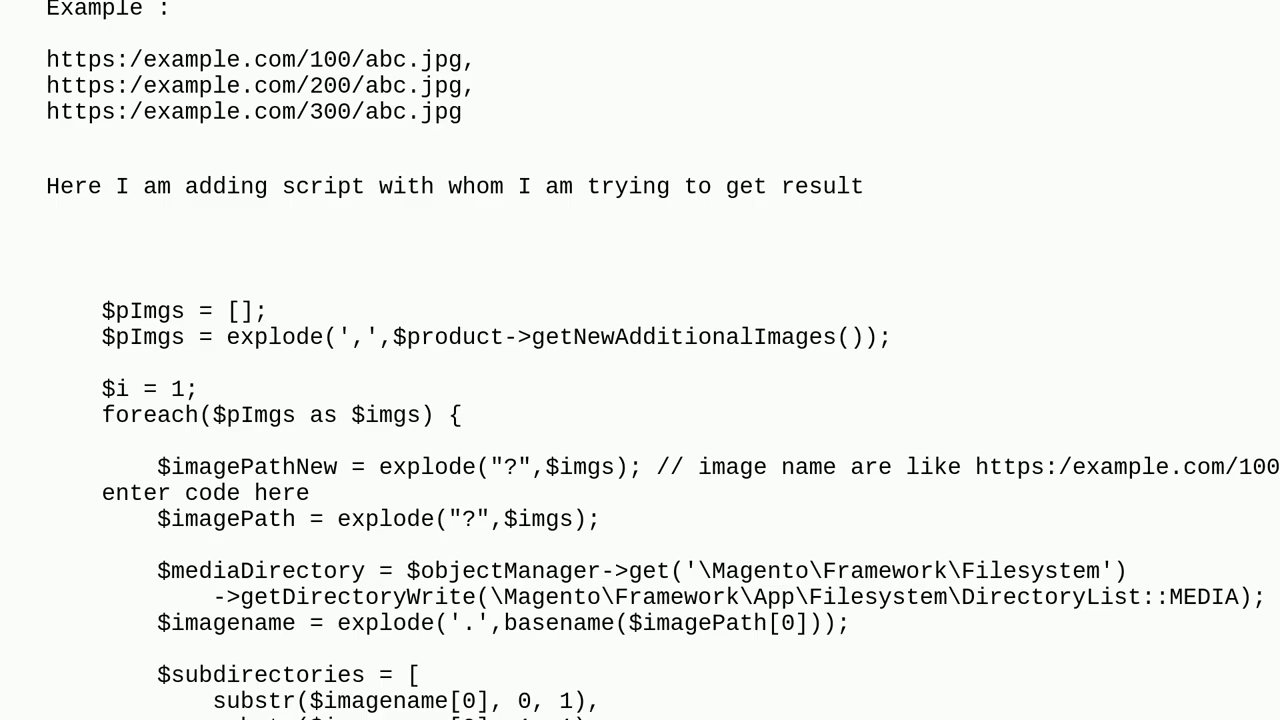 Example :
https:/example.com/100/abc.jpg,
https:/example.com/200/abc.jpg,
https:/example.com/300/abc.jpg
Here I am adding script with whom I am trying to get result
$pImgs = [];
$pImgs = explode(',',$product->getNewAdditionalImages());
$i = 1;
foreach($pImgs as $imgs) {
$imagePathNew = explode("?",$imgs); // image name are like https:/example.com/100
enter code here
$imagePath = explode("?",$imgs);
$mediaDirectory = $objectManager->get('\Magento\Framework\Filesystem')
->getDirectoryWrite(\Magento\Framework\App\Filesystem\DirectoryList::MEDIA);
$imagename = explode('.',basename($imagePath[0]));
$subdirectories = [
substr($imagename[0], 0, 1),